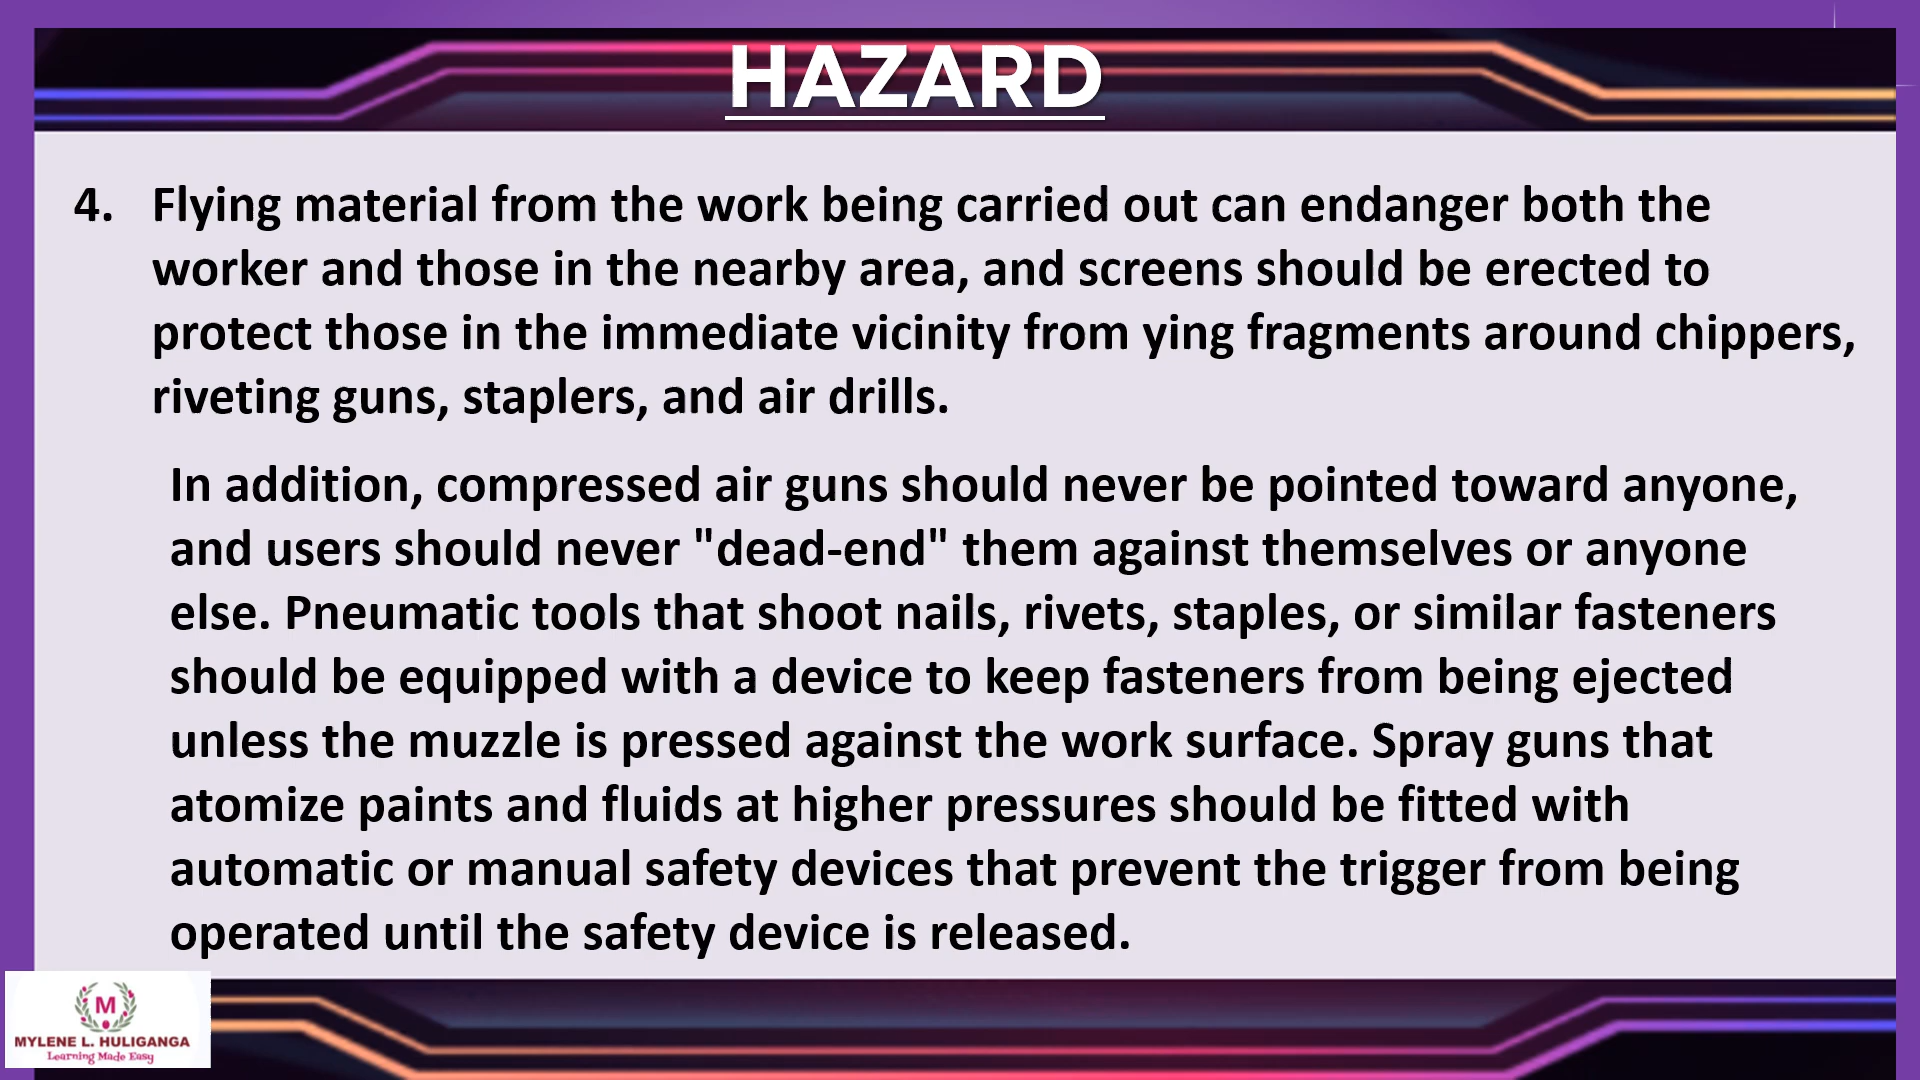 HAZARD
4. Flying material from the work being carried out can endanger both the
worker and those in the nearby area, and screens should be erected to
protect those in the immediate vicinity from ying fragments around chippers,
riveting guns, staplers, and air drills.
In addition, compressed air guns should never be pointed toward anyone,
and users should never "dead-end" them against themselves or anyone
else. Pneumatic tools that shoot nails, rivets, staples, or similar fasteners
should be equipped with a device to keep fasteners from being ejected
unless the muzzle is pressed against the work surface. Spray guns that
atomize paints and fluids at higher pressures should be fitted with
automatic or manual safety devices that prevent the trigger from being
operated until the safety device is released.
M
MYLENE L. HULIGANGA
Learning Made Easy